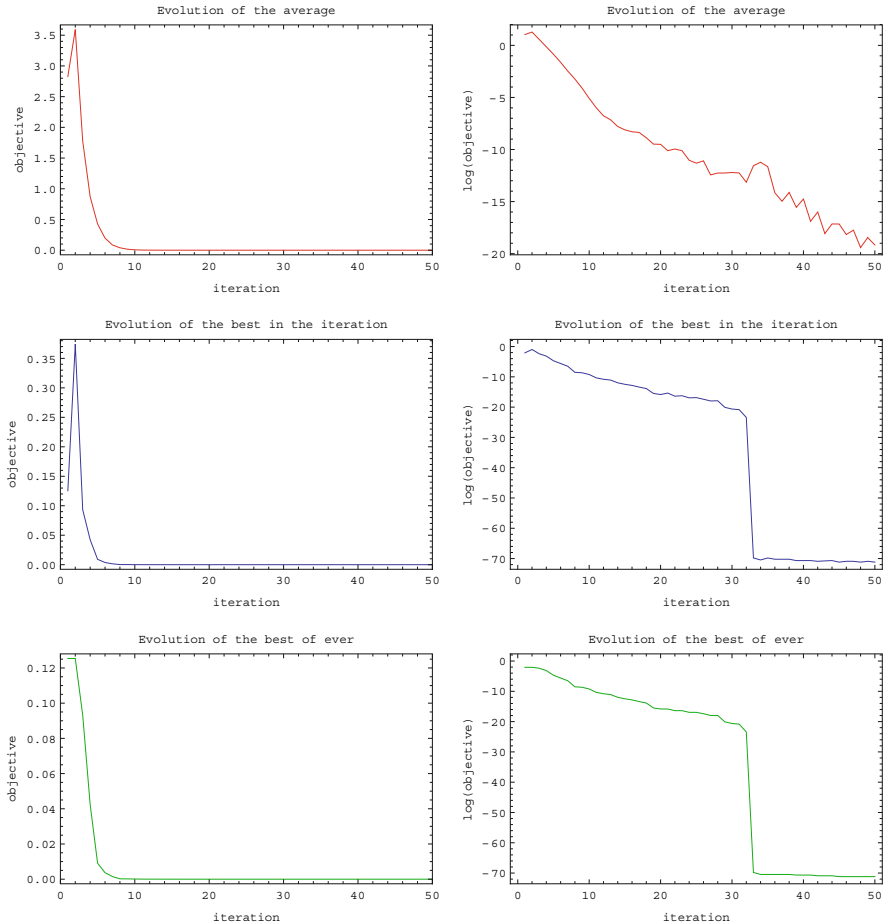 Evolution of the average
objective
3.5
3.0
2.5
2.0
1.5
1.0
0.5
0.0
0 10 20 30 40 50
iteration
Evolution of the average
log(objective)
0
-5
-10
-15
-20
0 10 20 30 40 50
iteration
Evolution of the best in the iteration
objective
0.35
0.30
0.25
0.20
0.15
0.10
0.05
0.00
0 10 20 30 40 50
iteration
Evolution of the best in the iteration
log(objective)
0
-10
-20
-30
-40
-50
-60
-70
0 10 20 30 40 50
iteration
Evolution of the best of ever
objective
0.12
0.10
0.08
0.06
0.04
0.02
0.00
0 10 20 30 40 50
iteration
Evolution of the best of ever
log(objective)
0
-10
-20
-30
-40
-50
-60
-70
0 10 20 30 40 50
iteration